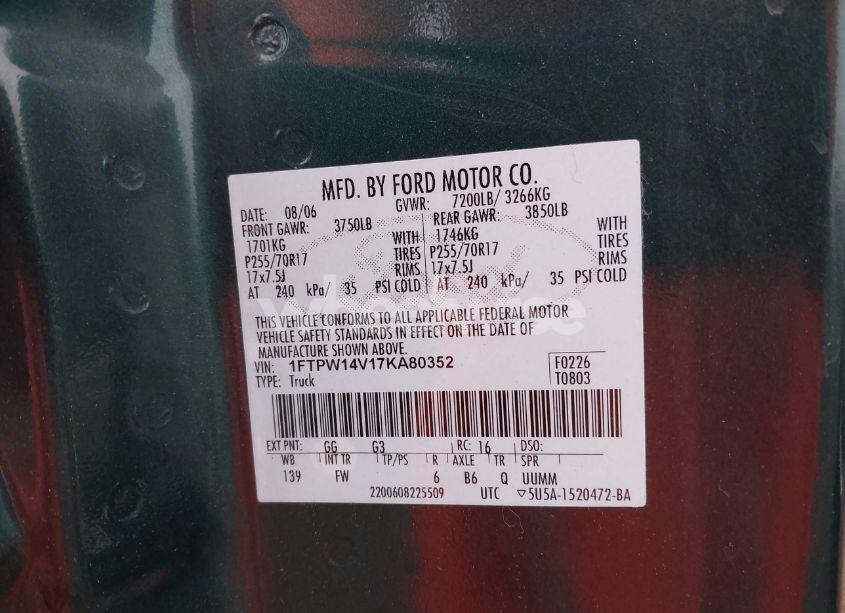 MFD. BY FORD MOTOR CO.
DATE: 08/06 GVWR: 7200LB/ 3266KG
FRONT GAWR: 3750LB REAR GAWR: 3850LB
1701KG WITH 1746KG WITH
P255/70R17 TIRES P255/70R17 TIRES
17x7.5J RIMS 17x7.5J RIMS
AT 240 kPa/ 35 PSI COLD AT 240 kPa/ 35 PSI COLD
THIS VEHICLE CONFORMS TO ALL APPLICABLE FEDERAL MOTOR
VEHICLE SAFETY STANDARDS IN EFFECT ON THE DATE OF
MANUFACTURE SHOWN ABOVE.
VIN: 1FTPW14V17KA80352 F0226
TYPE: Truck T0803
EXT PNT: GG G3 RC: 16 DSO:
WB INT TR TP/PS R AXLE TR SPR
139 FW 6 B6 Q UUMM
2200608225509 UTC ▽5U5A-1520472-BA